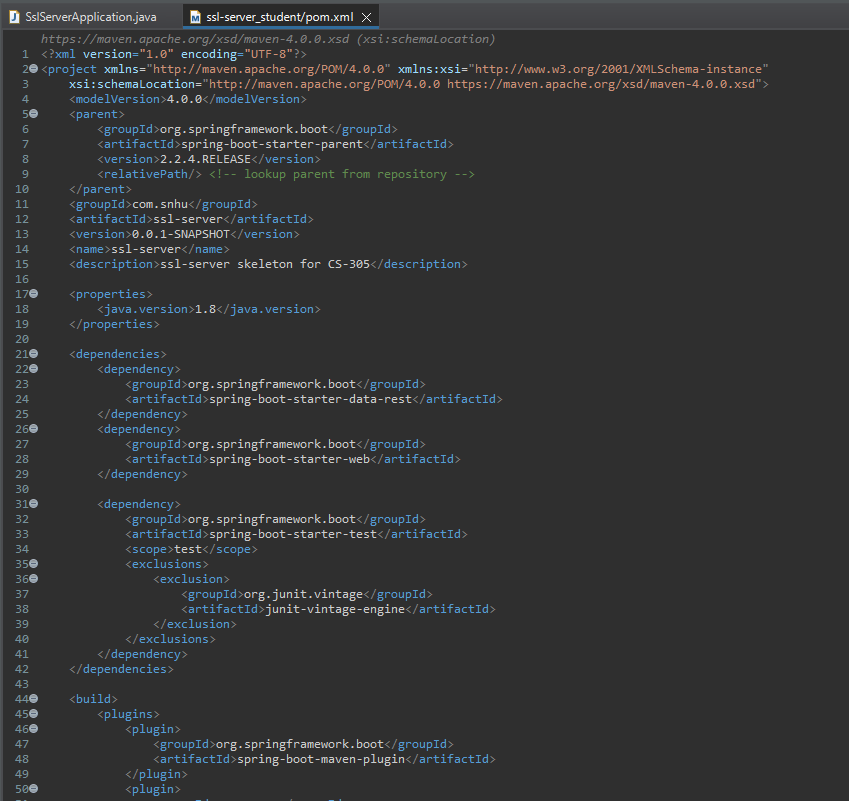 SslServerApplication.java
ssl-server_student/pom.xml
https://maven.apache.org/xsd/maven-4.0.0.xsd (xsi:schemaLocation)
1 <?xml version="1.0" encoding="UTF-8"?>
2 <project xmlns="http://maven.apache.org/POM/4.0.0" xmlns:xsi="http://www.w3.org/2001/XMLSchema-instance"
3 xsi:schemaLocation="http://maven.apache.org/POM/4.0.0 https://maven.apache.org/xsd/maven-4.0.0.xsd">
4 <modelVersion>4.0.0</modelVersion>
5 <parent>
6 <groupId>org.springframework.boot</groupId>
7 <artifactId>spring-boot-starter-parent</artifactId>
8 <version>2.2.4.RELEASE</version>
9 <relativePath/> <!-- lookup parent from repository -->
10 </parent>
11 <groupId>com.snhu</groupId>
12 <artifactId>ssl-server</artifactId>
13 <version>0.0.1-SNAPSHOT</version>
14 <name>ssl-server</name>
15 <description>ssl-server skeleton for CS-305</description>
16
17 <properties>
18 <java.version>1.8</java.version>
19 </properties>
20
21 <dependencies>
22 <dependency>
23 <groupId>org.springframework.boot</groupId>
24 <artifactId>spring-boot-starter-data-rest</artifactId>
25 </dependency>
26 <dependency>
27 <groupId>org.springframework.boot</groupId>
28 <artifactId>spring-boot-starter-web</artifactId>
29 </dependency>
30
31 <dependency>
32 <groupId>org.springframework.boot</groupId>
33 <artifactId>spring-boot-starter-test</artifactId>
34 <scope>test</scope>
35 <exclusions>
36 <exclusion>
37 <groupId>org.junit.vintage</groupId>
38 <artifactId>junit-vintage-engine</artifactId>
39 </exclusion>
40 </exclusions>
41 </dependency>
42 </dependencies>
43
44 <build>
45 <plugins>
46 <plugin>
47 <groupId>org.springframework.boot</groupId>
48 <artifactId>spring-boot-maven-plugin</artifactId>
49 </plugin>
50 <plugin>